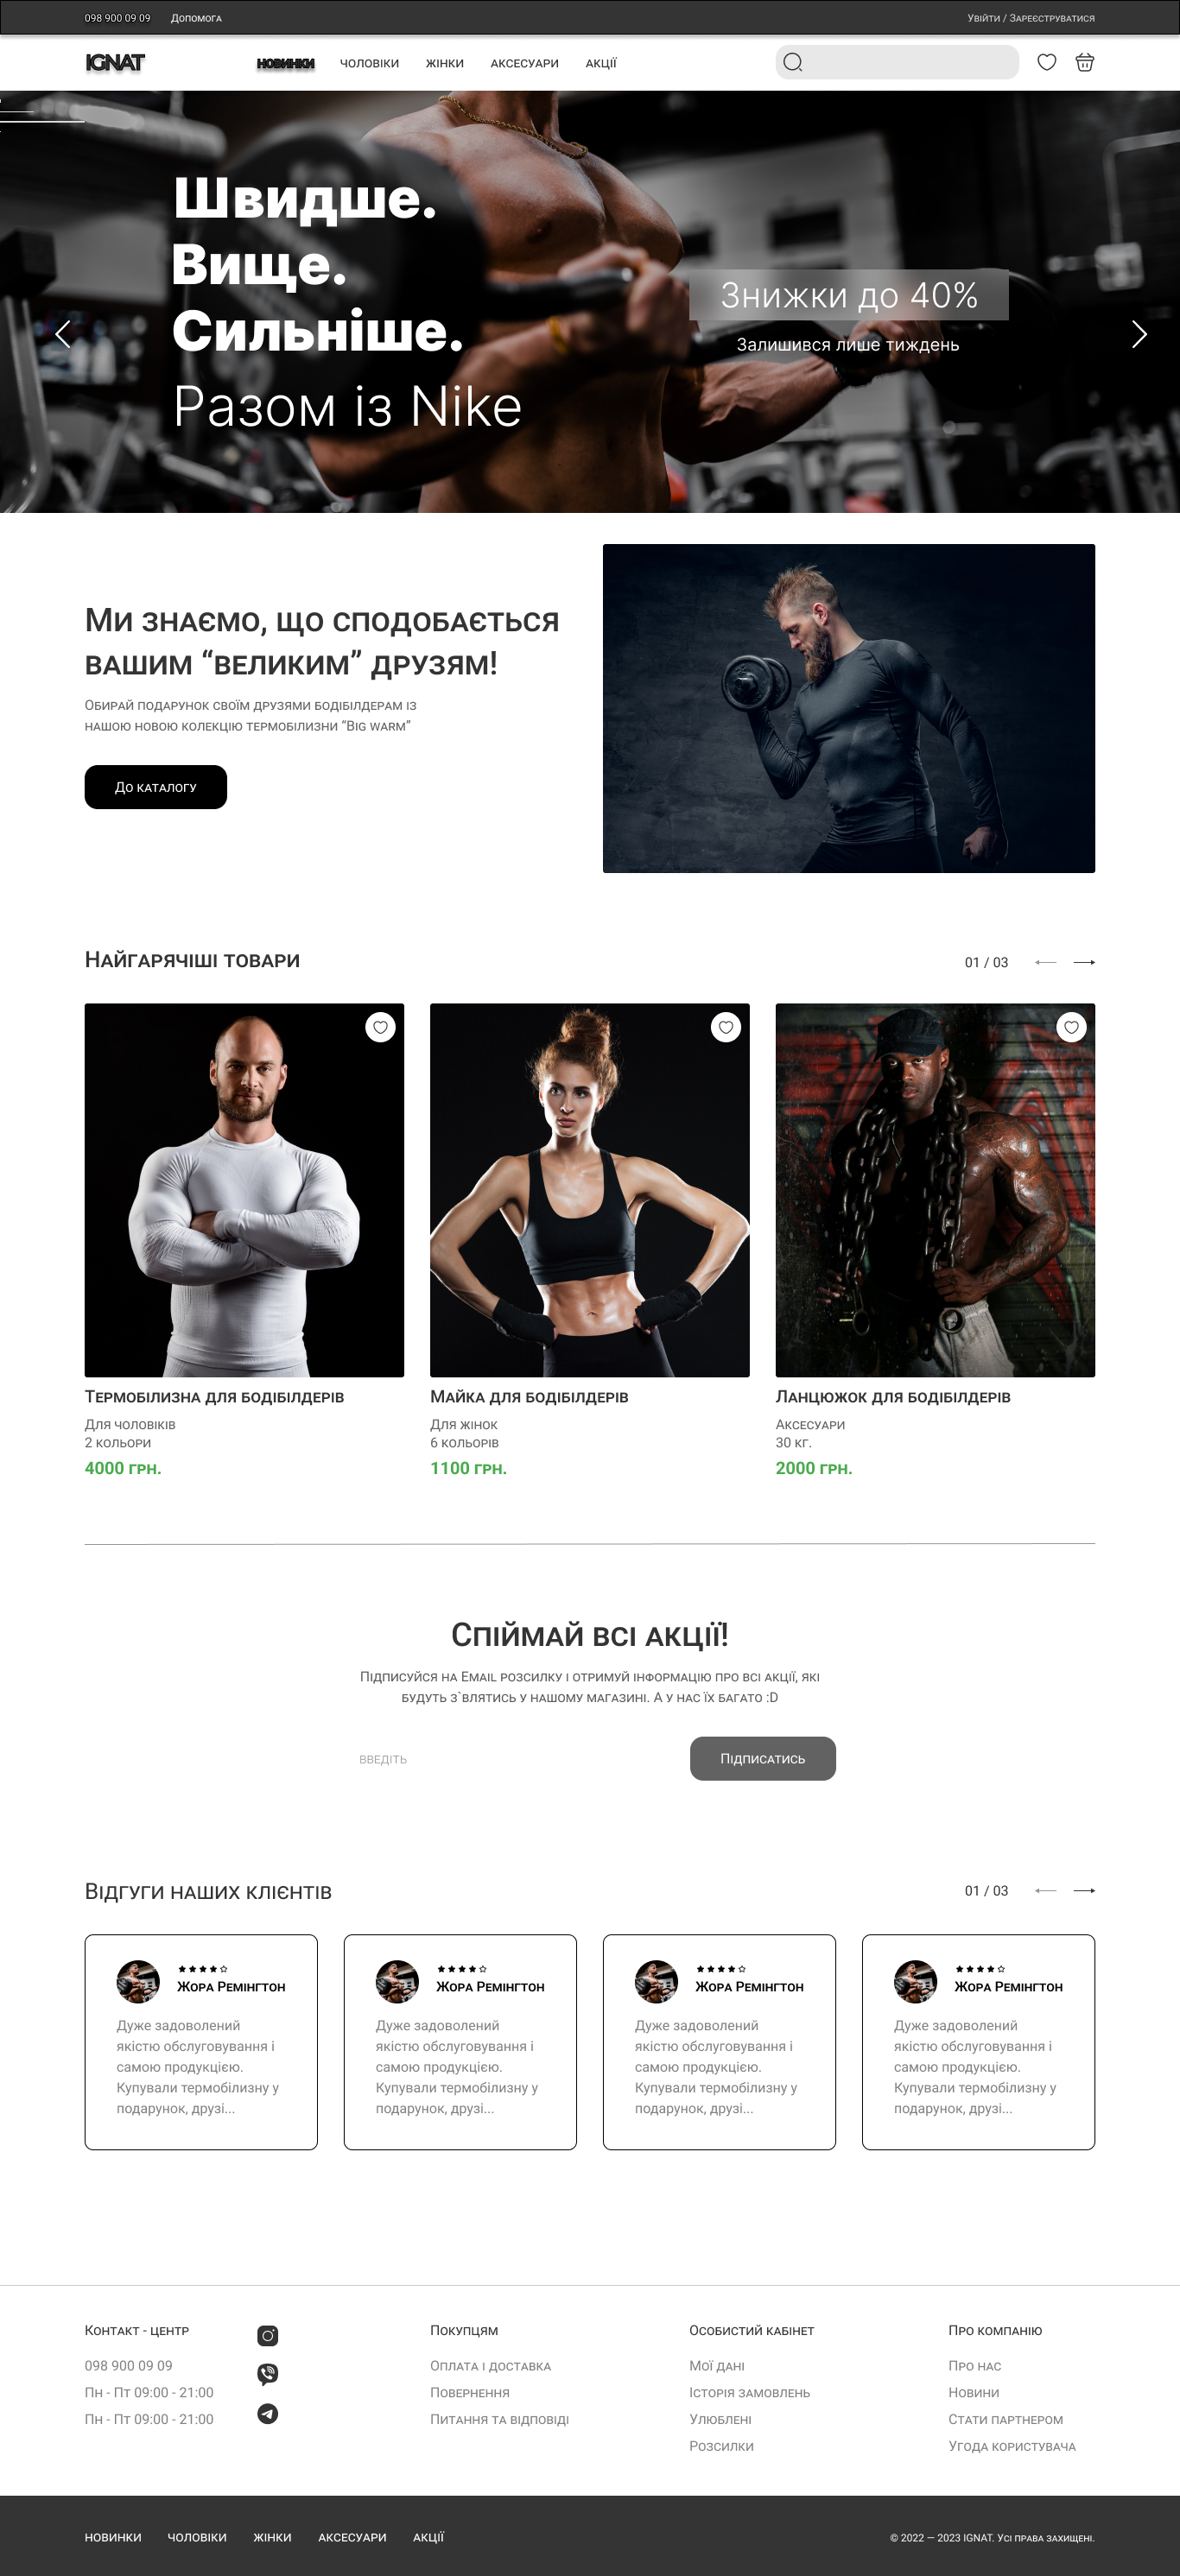 098 900 09 09 Допомога Увійти / Зареєструватися
IGNAT НОВИНКИ ЧОЛОВІКИ ЖІНКИ АКСЕСУАРИ АКЦІЇ
Швидше.
Вище.
Сильніше.
Разом із Nike
Знижки до 40%
Залишився лише тиждень
Ми знаємо, що сподобається
вашим “великим” друзям!
Обирай подарунок своїм друзями бодібілдерам із
нашою новою колекцію термобілизни “Big warm”
До каталогу
Найгарячіші товари
01 / 03
Термобілизна для бодібілдерів
Для чоловіків
2 кольори
4000 грн.
Майка для бодібілдерів
Для жінок
6 кольорів
1100 грн.
Ланцюжок для бодібілдерів
Аксесуари
30 кг.
2000 грн.
Спіймай всі акції!
Підписуйся на Email розсилку і отримуй інформацію про всі акції, які
будуть з`влятись у нашому магазині. А у нас їх багато :D
введіть
Підписатись
Відгуги наших клієнтів
01 / 03
Жора Ремінгтон
Дуже задоволений
якістю обслуговування і
самою продукцією.
Купували термобілизну у
подарунок, друзі...
Жора Ремінгтон
Дуже задоволений
якістю обслуговування і
самою продукцією.
Купували термобілизну у
подарунок, друзі...
Жора Ремінгтон
Дуже задоволений
якістю обслуговування і
самою продукцією.
Купували термобілизну у
подарунок, друзі...
Жора Ремінгтон
Дуже задоволений
якістю обслуговування і
самою продукцією.
Купували термобілизну у
подарунок, друзі...
Контакт - центр
098 900 09 09
Пн - Пт 09:00 - 21:00
Пн - Пт 09:00 - 21:00
Покупцям
Оплата і доставка
Повернення
Питання та відповіді
Особистий кабінет
Мої дані
Історія замовлень
Улюблені
Розсилки
Про компанію
Про нас
Новини
Стати партнером
Угода користувача
НОВИНКИ ЧОЛОВІКИ ЖІНКИ АКСЕСУАРИ АКЦІЇ
© 2022 — 2023 IGNAT. Усі права захищені.